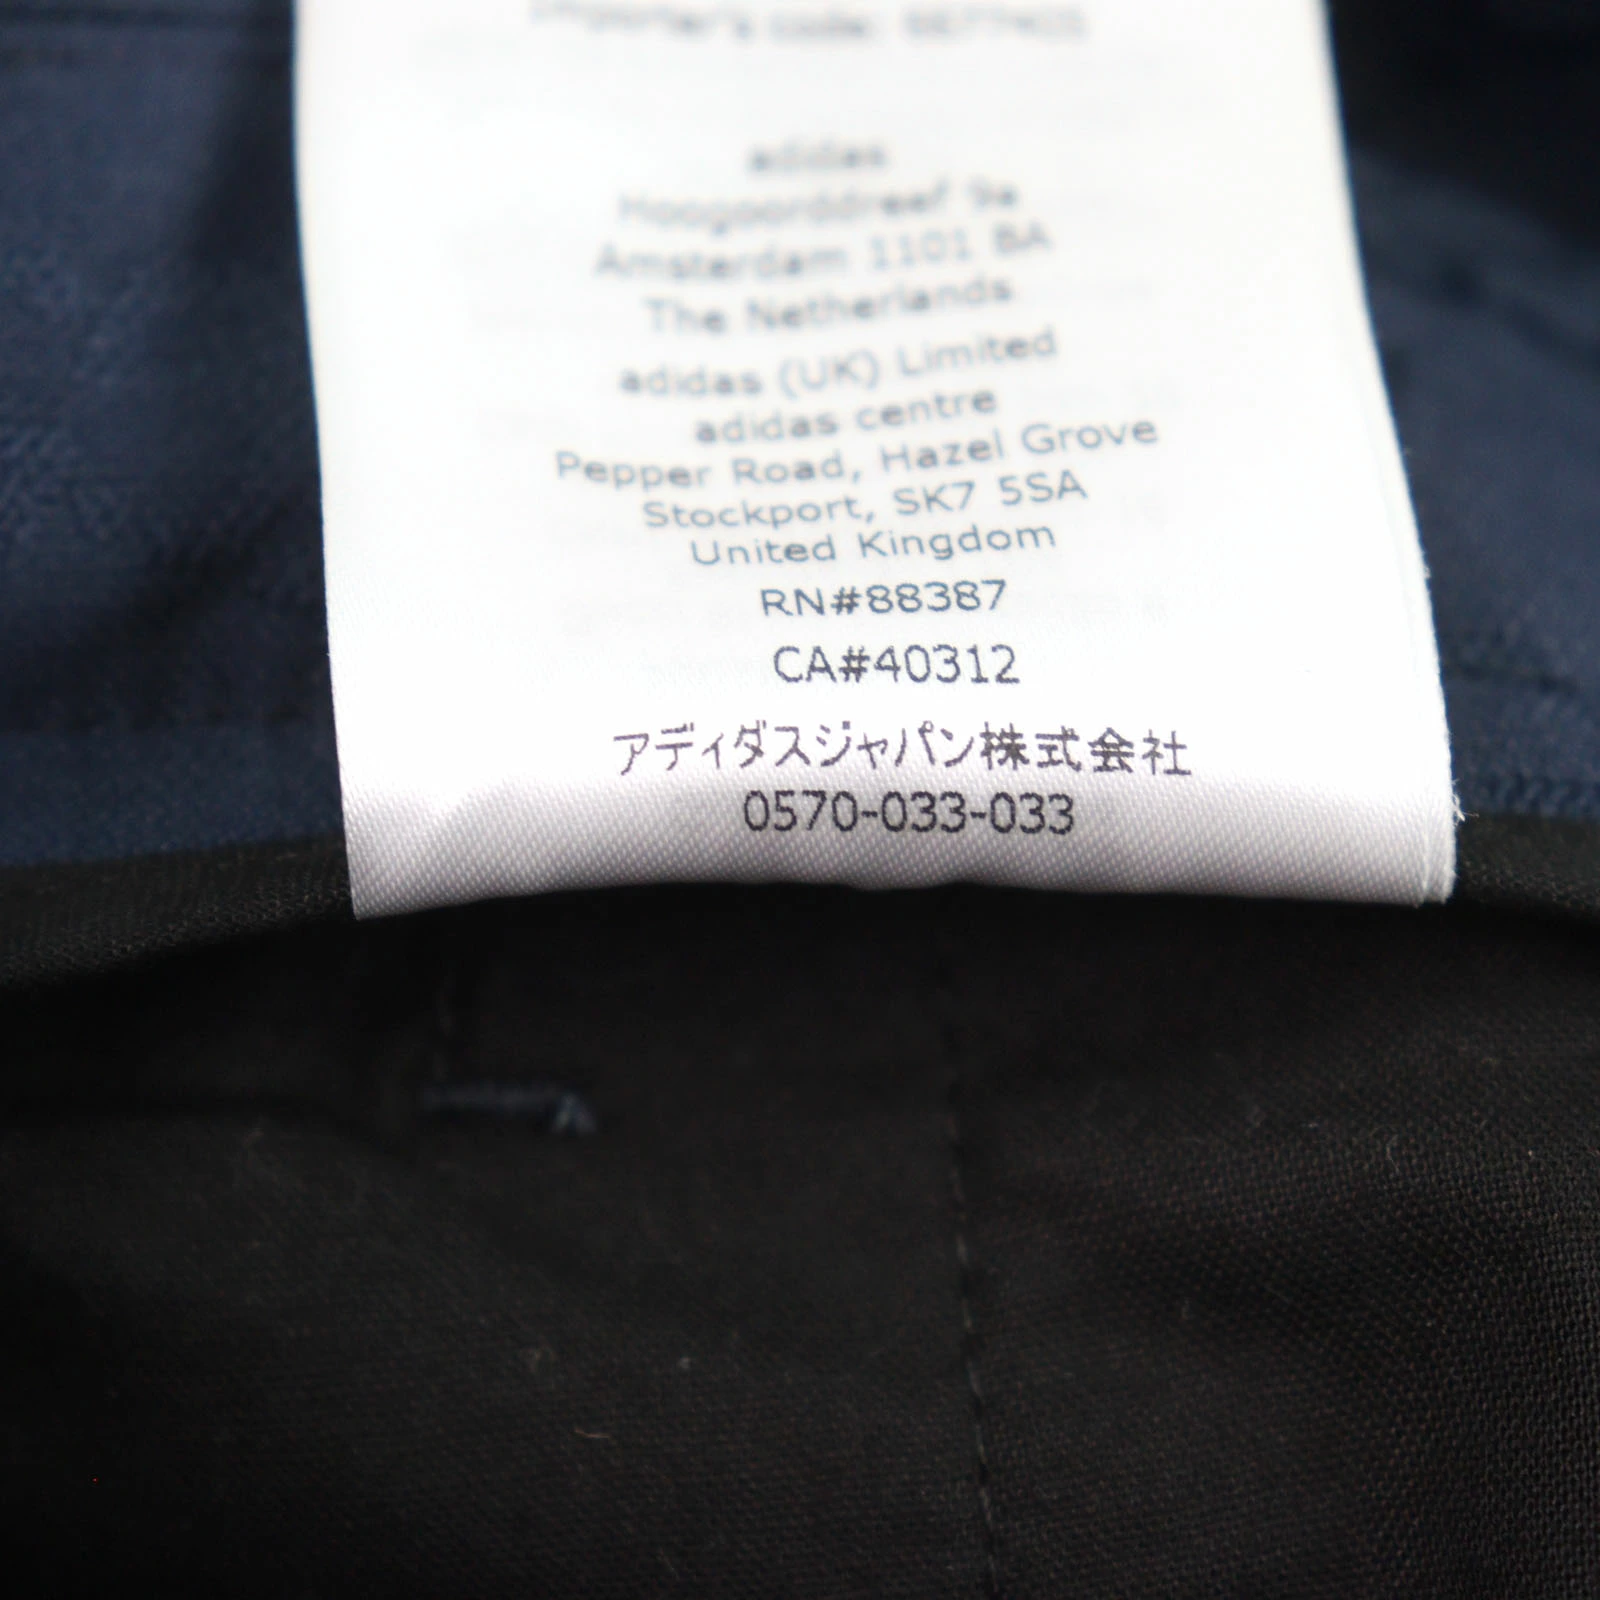 Importer's code:
adidas
Hoogoorddreef 9a
Amsterdam 1101 BA
The Netherlands
adidas (UK) Limited
adidas centre
Pepper Road, Hazel Grove
Stockport, SK7 5SA
United Kingdom
RN#88387
CA#40312
アディダスジャパン株式会社
0570-033-033